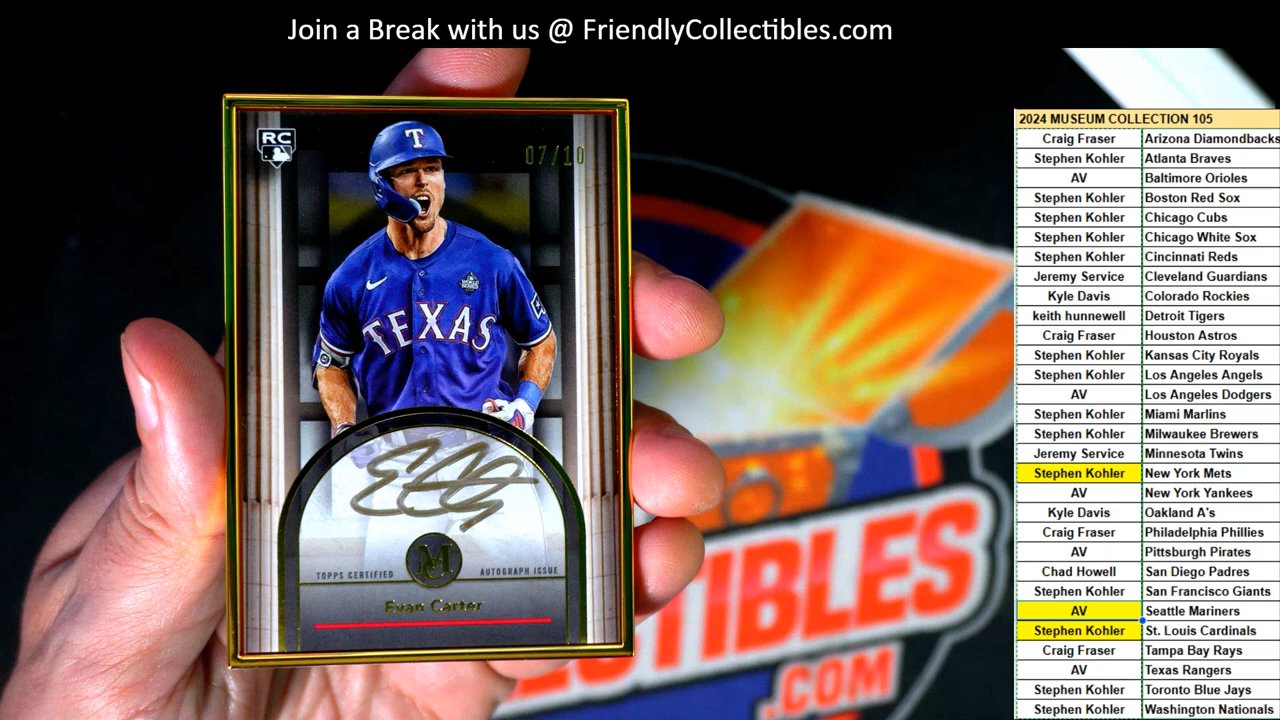 Join a Break with us @ FriendlyCollectibles.com
RC
07/10
T
TEXAS
TOPPS CERTIFIED AUTOGRAPH ISSUE
M
Evan Carter
IBLES
.COM
2024 MUSEUM COLLECTION 105
Craig Fraser Arizona Diamondbacks
Stephen Kohler Atlanta Braves
AV Baltimore Orioles
Stephen Kohler Boston Red Sox
Stephen Kohler Chicago Cubs
Stephen Kohler Chicago White Sox
Stephen Kohler Cincinnati Reds
Jeremy Service Cleveland Guardians
Kyle Davis Colorado Rockies
keith hunnewell Detroit Tigers
Craig Fraser Houston Astros
Stephen Kohler Kansas City Royals
Stephen Kohler Los Angeles Angels
AV Los Angeles Dodgers
Stephen Kohler Miami Marlins
Stephen Kohler Milwaukee Brewers
Jeremy Service Minnesota Twins
Stephen Kohler New York Mets
AV New York Yankees
Kyle Davis Oakland A's
Craig Fraser Philadelphia Phillies
AV Pittsburgh Pirates
Chad Howell San Diego Padres
Stephen Kohler San Francisco Giants
AV Seattle Mariners
Stephen Kohler St. Louis Cardinals
Craig Fraser Tampa Bay Rays
AV Texas Rangers
Stephen Kohler Toronto Blue Jays
Stephen Kohler Washington Nationals